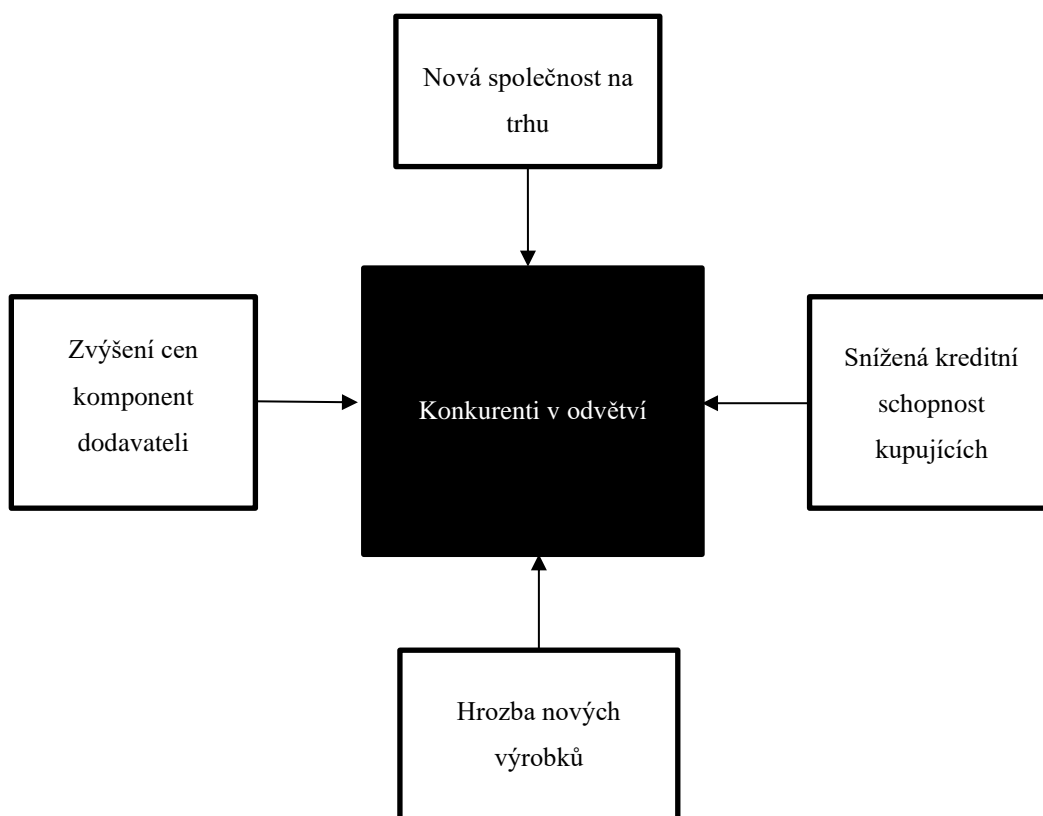 Nová společnost na
trhu
Zvýšení cen
komponent
dodavateli
Konkurenti v odvětví
Snížená kreditní
schopnost
kupujících
Hrozba nových
výrobků